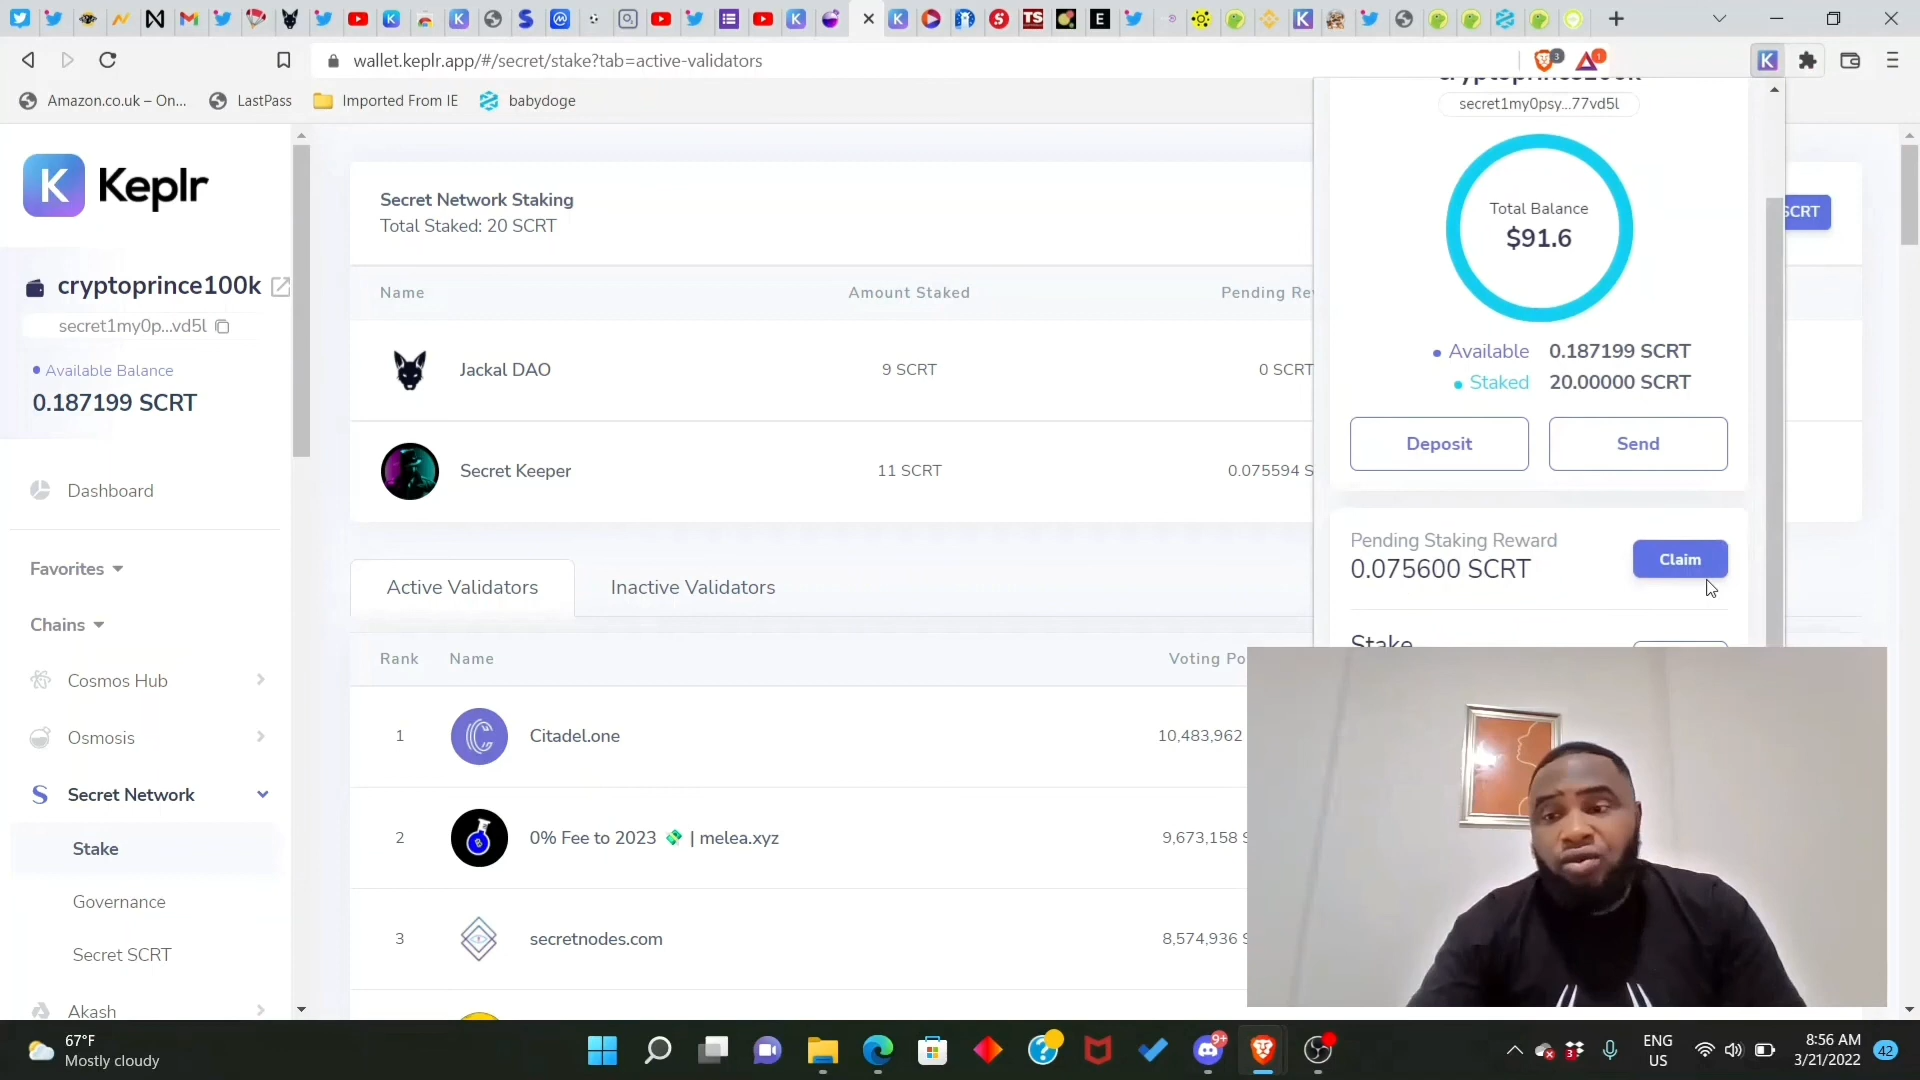 wallet.keplr.app/#/secret/stake?tab=active-validators
3
1
Amazon.co.uk – On...
LastPass
Imported From IE
babydoge
Keplr
cryptoprince100k
secret1my0p...vd5l
Available Balance
0.187199 SCRT
Dashboard
Favorites
Chains
Cosmos Hub
Osmosis
Secret Network
Stake
Governance
Secret SCRT
Akash
Secret Network Staking
Total Staked: 20 SCRT
SCRT
Name
Amount Staked
Pending Re
Jackal DAO
9 SCRT
0 SCRT
Secret Keeper
11 SCRT
0.075594 S
Active Validators
Inactive Validators
Rank
Name
Voting Po
1
Citadel.one
10,483,962
2
0% Fee to 2023 💸 | melea.xyz
9,673,158 S
3
secretnodes.com
8,574,936 S
cryptoprince100k
secret1my0psy...77vd5l
Total Balance
$91.6
Available 0.187199 SCRT
Staked 20.00000 SCRT
Deposit
Send
Pending Staking Reward
0.075600 SCRT
Claim
Stake
67°F
Mostly cloudy
9+
3
ENG
US
8:56 AM
3/21/2022
42